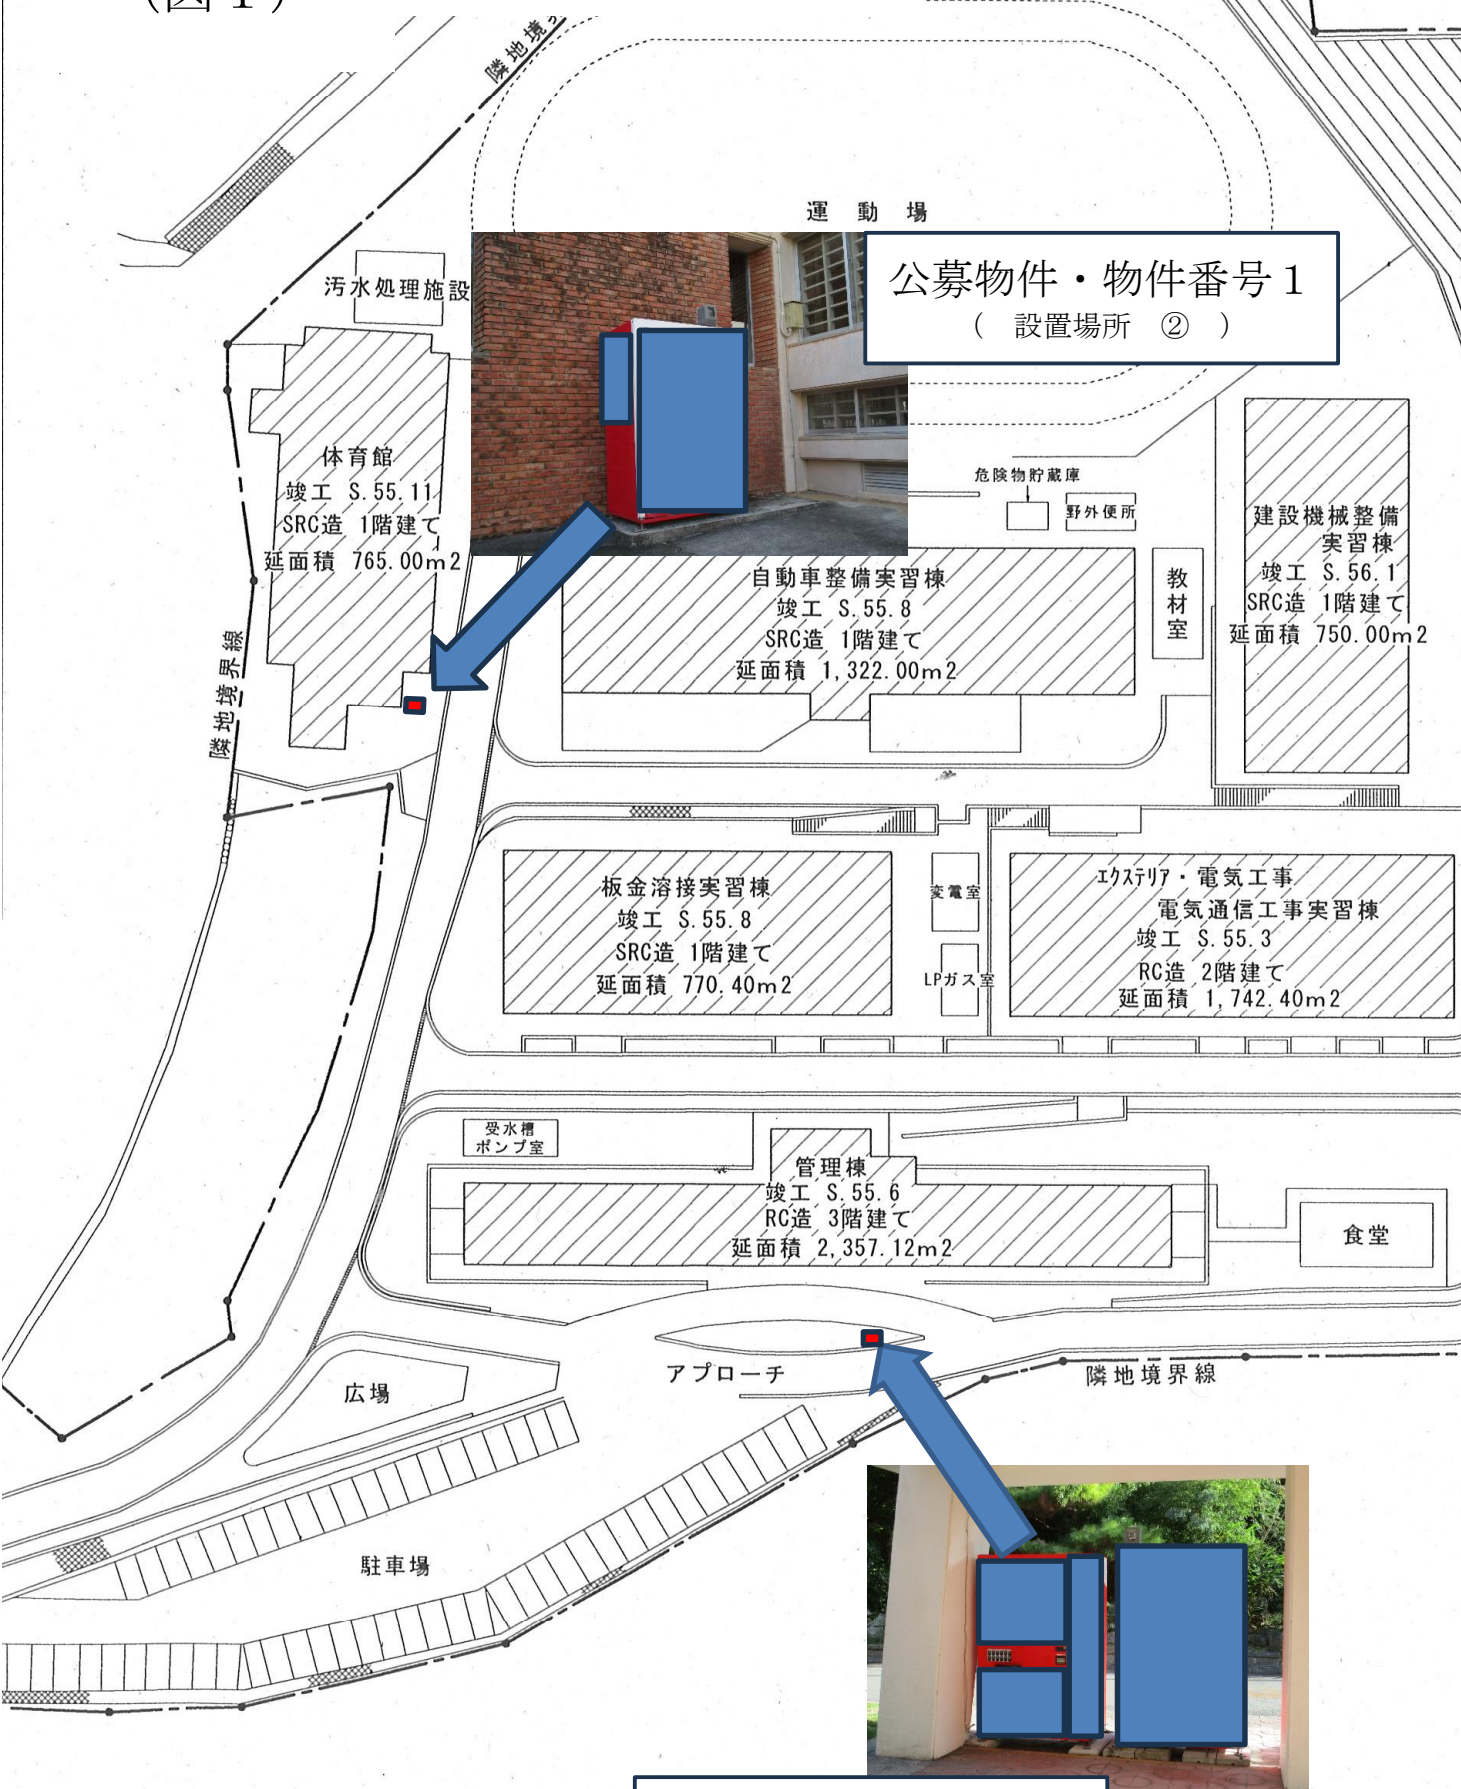 (図１)
隣地境界
運動場
公募物件・物件番号１
(　設置場所　②　)
汚水処理施設
体育館
竣工 S.55.11
SRC造 1階建て
延面積 765.00m2
危険物貯蔵庫
野外便所
建設機械整備
実習棟
竣工 S.56.1
SRC造 1階建て
延面積 750.00m2
自動車整備実習棟
竣工 S.55.8
SRC造 1階建て
延面積 1,322.00m2
教材室
隣地境界線
板金溶接実習棟
竣工 S.55.8
SRC造 1階建て
延面積 770.40m2
変電室
LPガス室
エクステリア・電気工事
電気通信工事実習棟
竣工 S.55.3
RC造 2階建て
延面積 1,742.40m2
受水槽
ポンプ室
管理棟
竣工 S.55.6
RC造 3階建て
延面積 2,357.12m2
食堂
アプローチ
隣地境界線
広場
駐車場